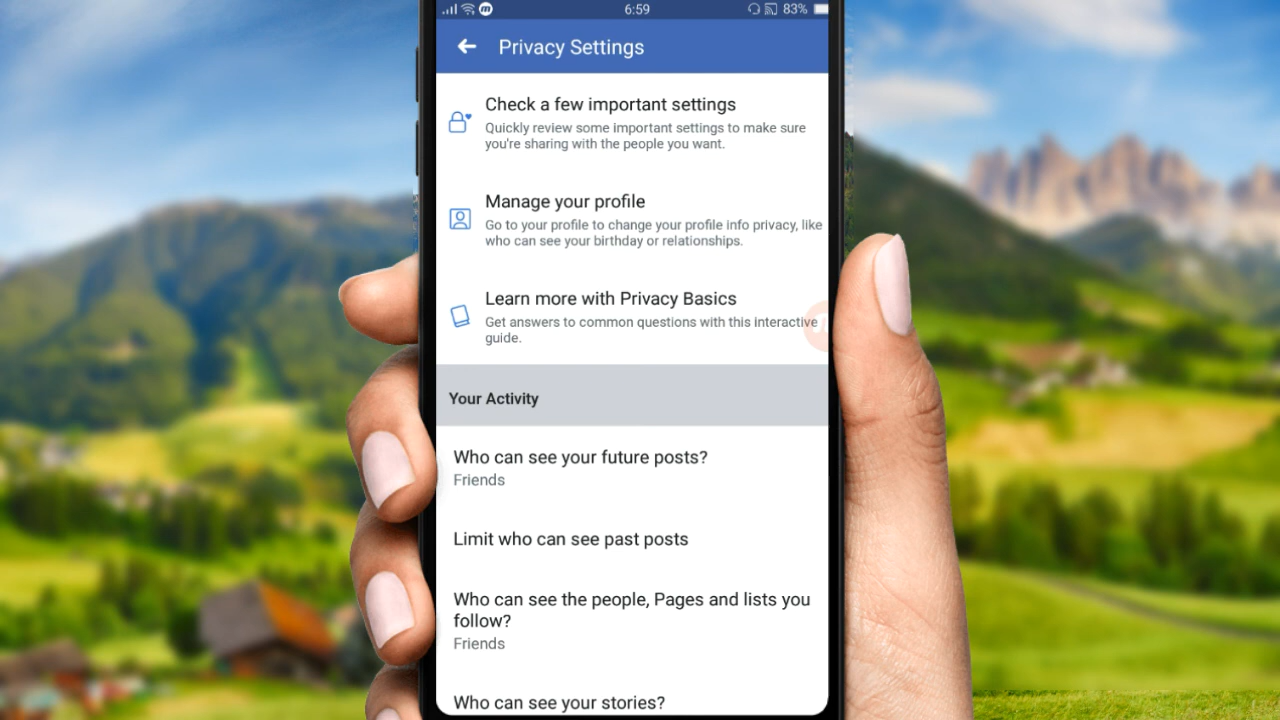 6:59
83%
Privacy Settings
Check a few important settings
Quickly review some important settings to make sure
you're sharing with the people you want.
Manage your profile
Go to your profile to change your profile info privacy, like
who can see your birthday or relationships.
Learn more with Privacy Basics
Get answers to common questions with this interactive
guide.
Your Activity
Who can see your future posts?
Friends
Limit who can see past posts
Who can see the people, Pages and lists you
follow?
Friends
Who can see your stories?